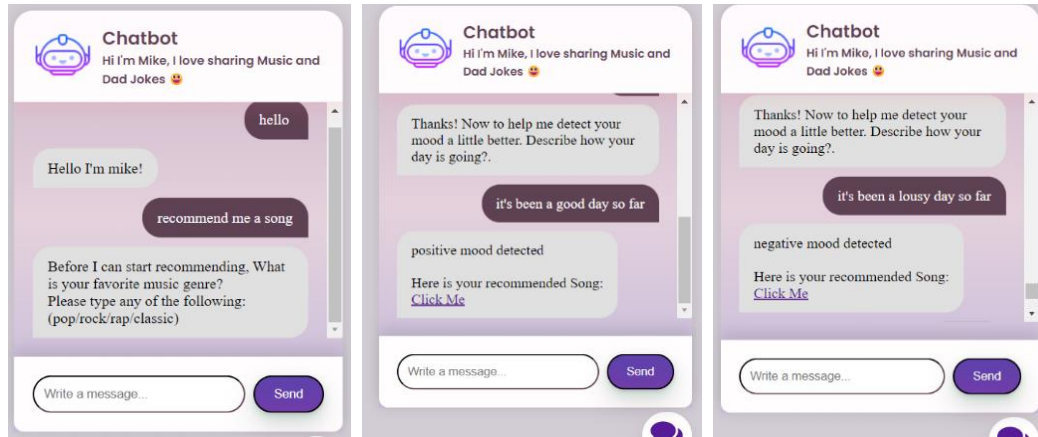 Chatbot
Hi I'm Mike, I love sharing Music and
Dad Jokes 😃
hello
Hello I'm mike!
recommend me a song
Before I can start recommending, What
is your favorite music genre?
Please type any of the following:
(pop/rock/rap/classic)
Write a message...
Send
Chatbot
Hi I'm Mike, I love sharing Music and
Dad Jokes 😃
Thanks! Now to help me detect your
mood a little better. Describe how your
day is going?.
it's been a good day so far
positive mood detected
Here is your recommended Song:
Click Me
Write a message...
Send
Chatbot
Hi I'm Mike, I love sharing Music and
Dad Jokes 😃
Thanks! Now to help me detect your
mood a little better. Describe how your
day is going?.
it's been a lousy day so far
negative mood detected
Here is your recommended Song:
Click Me
Write a message...
Send